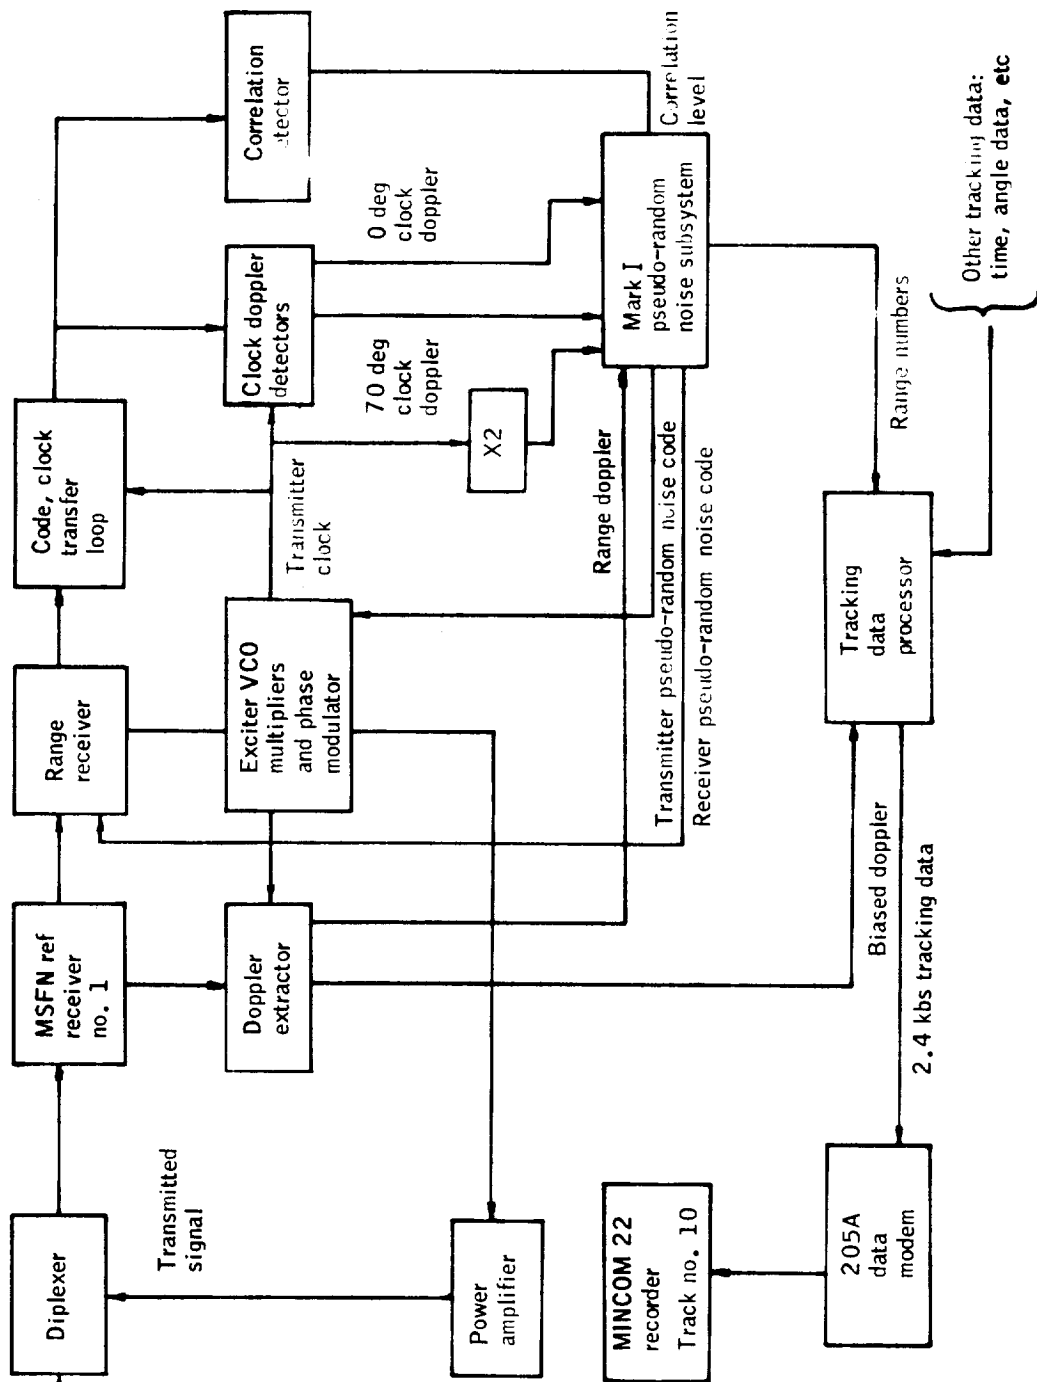 Diplexer
MSFN ref
receiver
no. 1
Range
receiver
Code, clock
transfer
loop
Transmitted
signal
Doppler
extractor
Exciter VCO
multipliers
and phase
modulator
Transmitter
clock
Clock doppler
detectors
Correlation
70 deg
clock
doppler
0 deg
clock
doppler
Power
amplifier
X2
Range doppler
Transmitter pseudo-random noise code
Receiver pseudo-random noise code
Mark I
pseudo-random
noise subsystem
Correlation
level
MINCOM 22
recorder
Track no. 10
205A
data
modem
Biased doppler
2.4 kbs tracking data
Tracking
data
processor
Range numbers
Other tracking data:
time, angle data, etc